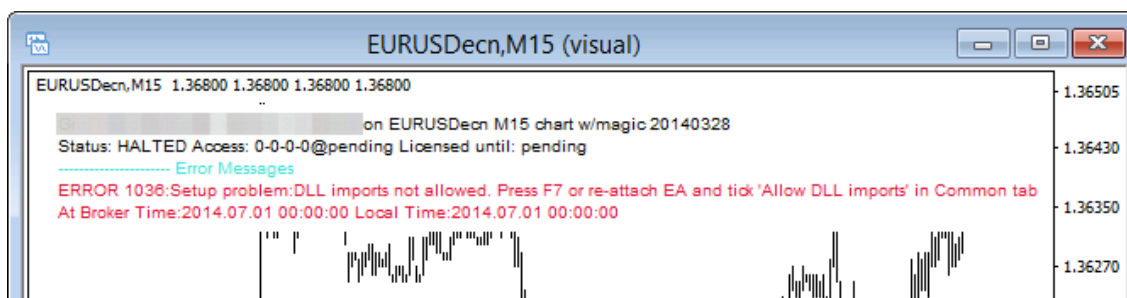 EURUSDecn,M15 (visual)
EURUSDecn,M15 1.36800 1.36800 1.36800 1.36800
1.36505
on EURUSDecn M15 chart w/magic 20140328
Status: HALTED Access: 0-0-0-0@pending Licensed until: pending
1.36430
---------------------- Error Messages
ERROR 1036:Setup problem:DLL imports not allowed. Press F7 or re-attach EA and tick 'Allow DLL imports' in Common tab
At Broker Time:2014.07.01 00:00:00 Local Time:2014.07.01 00:00:00
1.36350
1.36270